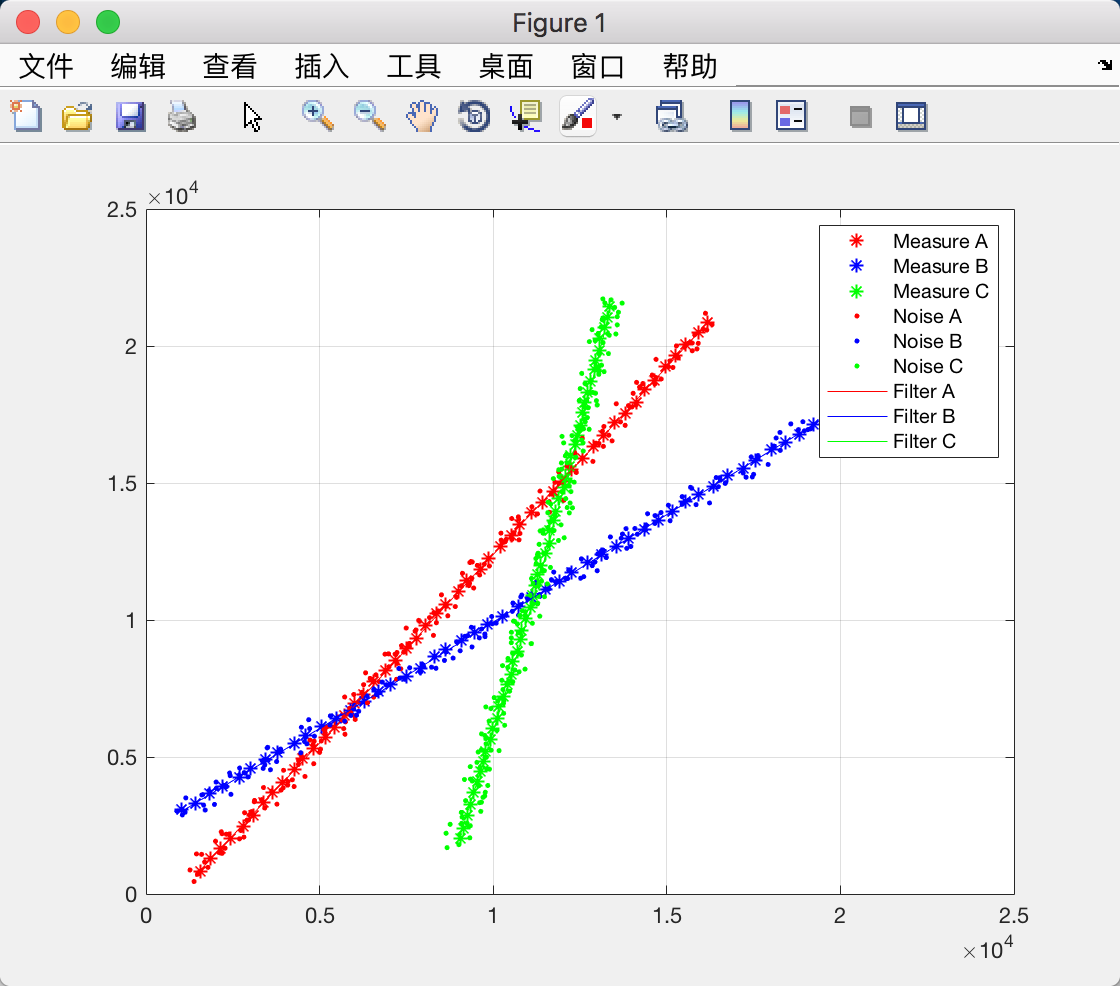 Figure 1
文件 编辑 查看 插入 工具 桌面 窗口 帮助
×10⁴
2.5
2
1.5
1
0.5
0
Measure A
Measure B
Measure C
Noise A
Noise B
Noise C
Filter A
Filter B
Filter C
0 0.5 1 1.5 2 2.5
×10⁴